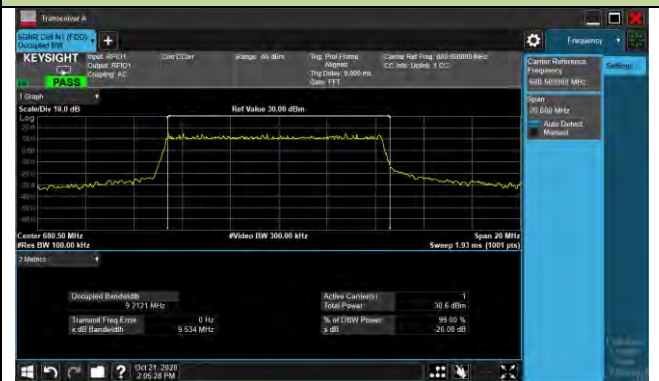 Transceiver A
5GNR Cell N1 (FDD)
Occupied BW
Frequency
KEYSIGHT
Input: RFIO1
Output: RFIO1
Coupling: AC
Corr CCorr
Range: 46 dBm
Trig: Prof Frame
Aligned
Trig Delay: 0.000 ms
Gate: FFT
Carrier Ref Freq: 680.500000 MHz
CC Info: Uplink, 1 CC
PASS
Carrier Reference
Frequency
680.500000 MHz
Settings
Span
20.000 MHz
Auto Detect
Manual
1 Graph
Scale/Div 10.0 dB
Ref Value 30.00 dBm
Log
Center 680.50 MHz
#Video BW 300.00 kHz
Span 20 MHz
#Res BW 100.00 kHz
Sweep 1.93 ms (1001 pts)
2 Metrics
Occupied Bandwidth
9.2121 MHz
Active Carrier(s)
1
Total Power
30.6 dBm
Transmit Freq Error
0 Hz
% of OBW Power
99.00 %
x dB Bandwidth
9.534 MHz
x dB
-26.00 dB
?
Oct 21, 2020
2:05:28 PM